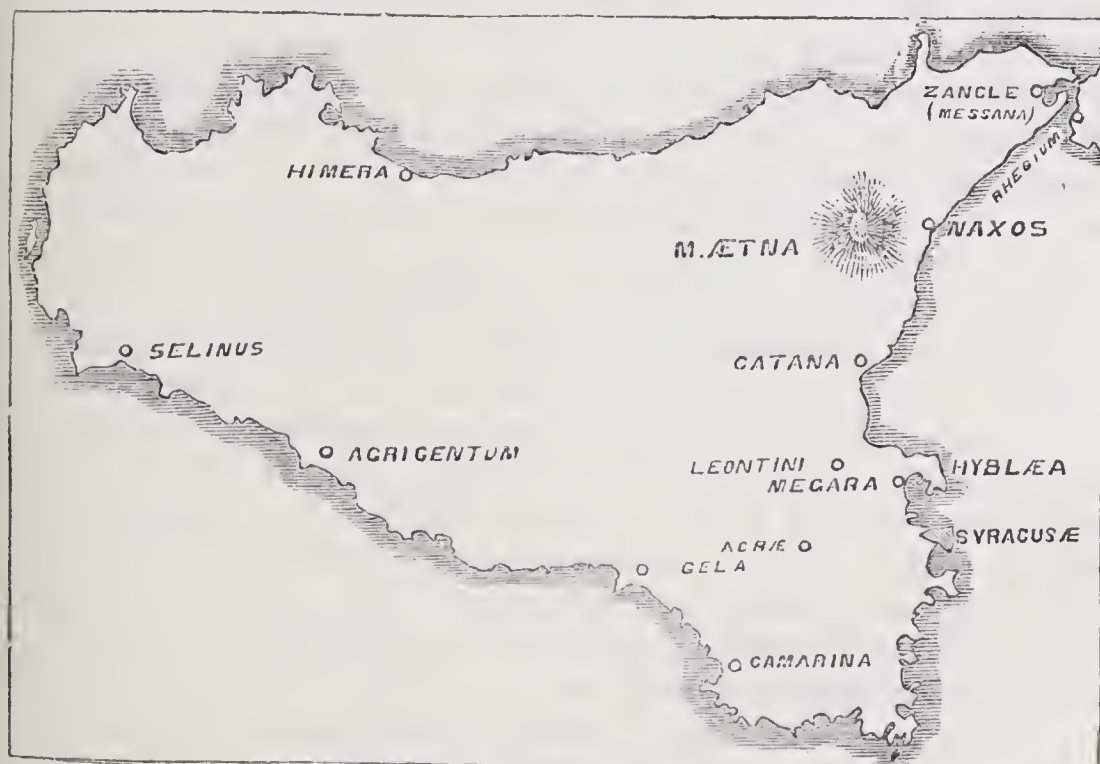 ZANCLE
(MESSANA)
RHEGIUM
HIMERA
NAXOS
M. ÆTNA
SELINUS
CATANA
AGRIGENTUM
LEONTINI
HYBLÆA
MEGARA
SYRACUSÆ
ACRÆ
GELA
CAMARINA